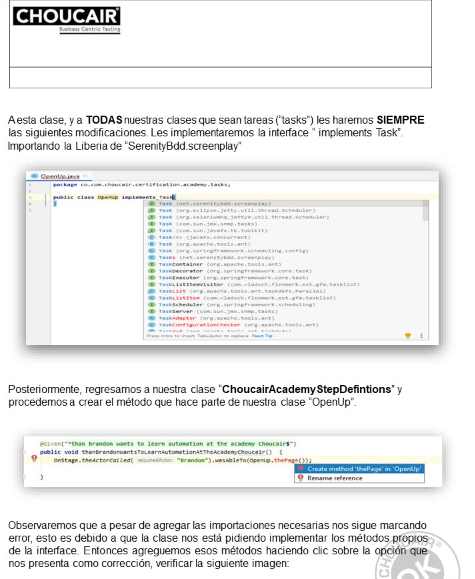 CHOUCAIR
Business Centric Testing
A esta clase, y a TODAS nuestras clases que sean tareas ("tasks") les haremos SIEMPRE
las siguientes modificaciones. Les implementaremos la interface " implements Task".
Importando la Liberia de "SerenityBdd.screenplay"
OpenUp.java
package co.com.choucair.certification.academy.tasks;
public class OpenUp implements Task
Task (net.serenitybdd.screenplay)
Task (org.eclipse.jetty.util.thread.Scheduler)
Task (org.seleniumhq.jetty9.util.thread.Scheduler)
Task (com.sun.jmx.snmp.tasks)
Task (com.sun.javafx.tk.Toolkit)
Task<V> (javafx.concurrent)
Task (org.apache.tools.ant)
Task (org.springframework.scheduling.config)
Tasks (net.serenitybdd.screenplay)
TaskContainer (org.apache.tools.ant)
TaskDecorator (org.springframework.core.task)
TaskExecutor (org.springframework.core.task)
TaskListItemVisitor (com.vladsch.flexmark.ext.gfm.tasklist)
TaskList (org.apache.tools.ant.taskdefs.Parallel)
TaskListItem (com.vladsch.flexmark.ext.gfm.tasklist)
TaskScheduler (org.springframework.scheduling)
TaskServer (com.sun.jmx.snmp.tasks)
TaskAdapter (org.apache.tools.ant)
TaskConfigurationChecker (org.apache.tools.ant)
Press Intro to insert, Tabulador to replace Next Tip
Posteriormente, regresamos a nuestra clase "ChoucairAcademyStepDefintions" y
procedemos a crear el método que hace parte de nuestra clase "OpenUp".
@Given("^than brandon wants to learn automation at the academy Choucair$")
public void thanBrandonWantsToLearnAutomationAtTheAcademyChoucair() {
OnStage.theActorCalled( requiredActor: "Brandon").wasAbleTo(OpenUp.thePage());
Create method 'thePage' in 'OpenUp'
}
Rename reference
Observaremos que a pesar de agregar las importaciones necesarias nos sigue marcando
error, esto es debido a que la clase nos está pidiendo implementar los métodos propios
de la interface. Entonces agreguemos esos métodos haciendo clic sobre la opción que
nos presenta como corrección, verificar la siguiente imagen: